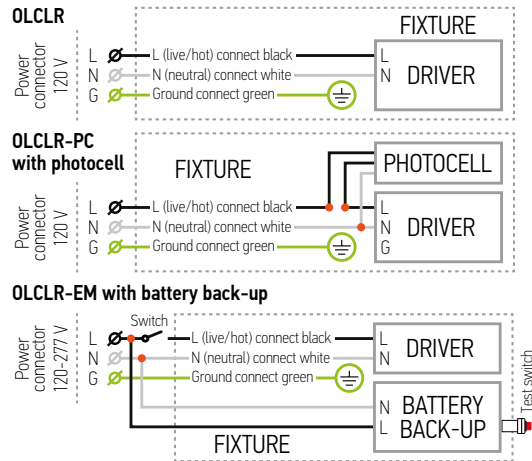 OLCLR
FIXTURE
Power connector 120 V
L L (live/hot) connect black L
N N (neutral) connect white N
DRIVER
G Ground connect green
OLCLR-PC
with photocell
FIXTURE
PHOTOCELL
Power connector 120 V
L L (live/hot) connect black L
N N (neutral) connect white N
DRIVER
G Ground connect green G
OLCLR-EM with battery back-up
Switch
Power connector 120-277 V
L L (live/hot) connect black L
N N (neutral) connect white N
DRIVER
G Ground connect green
N BATTERY
L BACK-UP
Test switch
FIXTURE